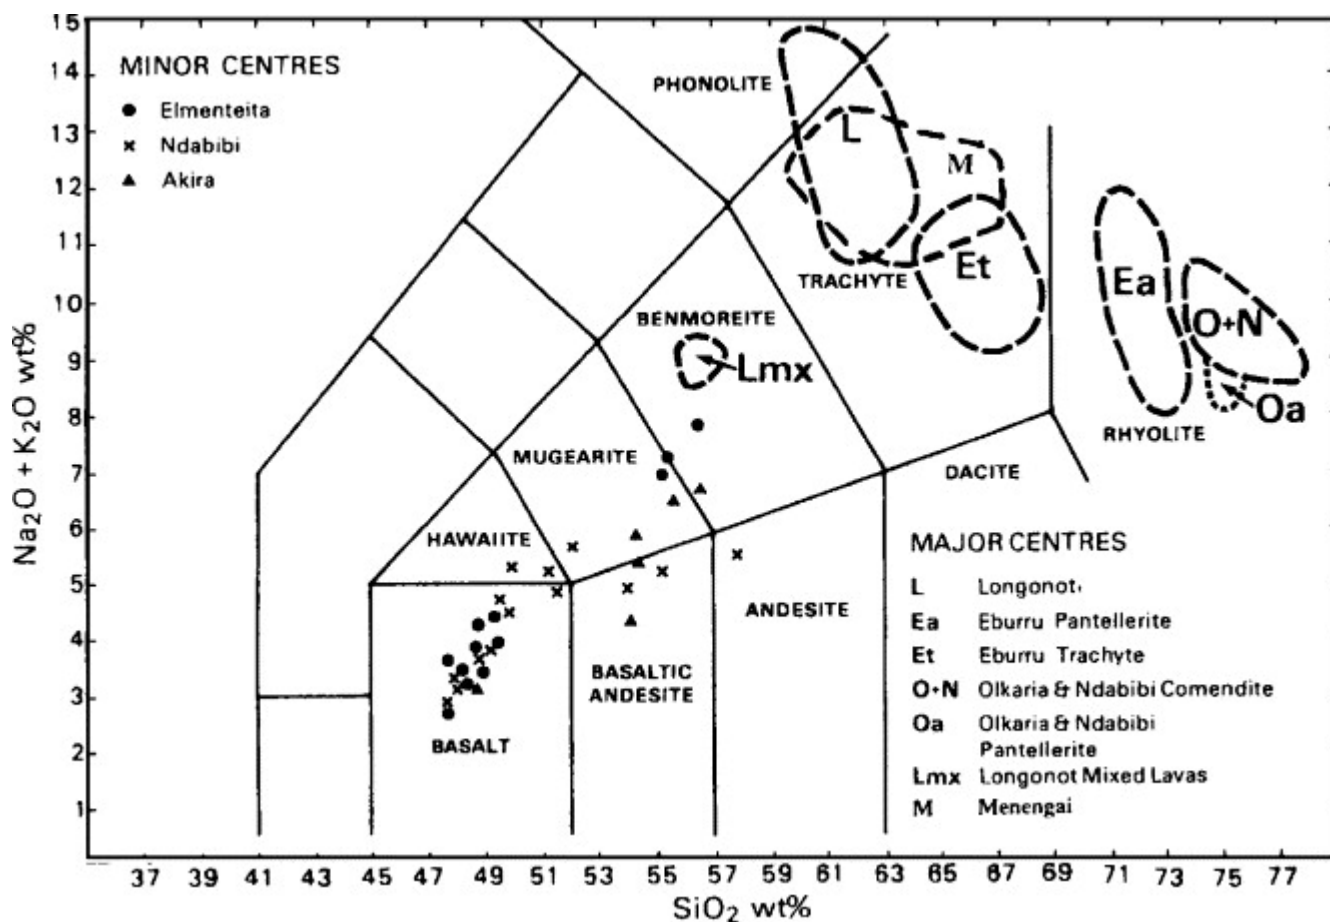 15
14
13
12
11
10
9
8
7
6
5
4
3
2
1
Na2O + K2O wt%
MINOR CENTRES
● Elmenteita
× Ndabibi
▲ Akira
PHONOLITE
L
M
TRACHYTE
Et
Ea
O+N
Oa
RHYOLITE
BENMOREITE
Lmx
MUGEARITE
DACITE
HAWAIITE
ANDESITE
BASALTIC
ANDESITE
BASALT
MAJOR CENTRES
L Longonot
Ea Eburru Pantellerite
Et Eburru Trachyte
O+N Olkaria & Ndabibi Comendite
Oa Olkaria & Ndabibi
Pantellerite
Lmx Longonot Mixed Lavas
M Menengai
37 39 41 43 45 47 49 51 53 55 57 59 61 63 65 67 69 71 73 75 77
SiO2 wt%